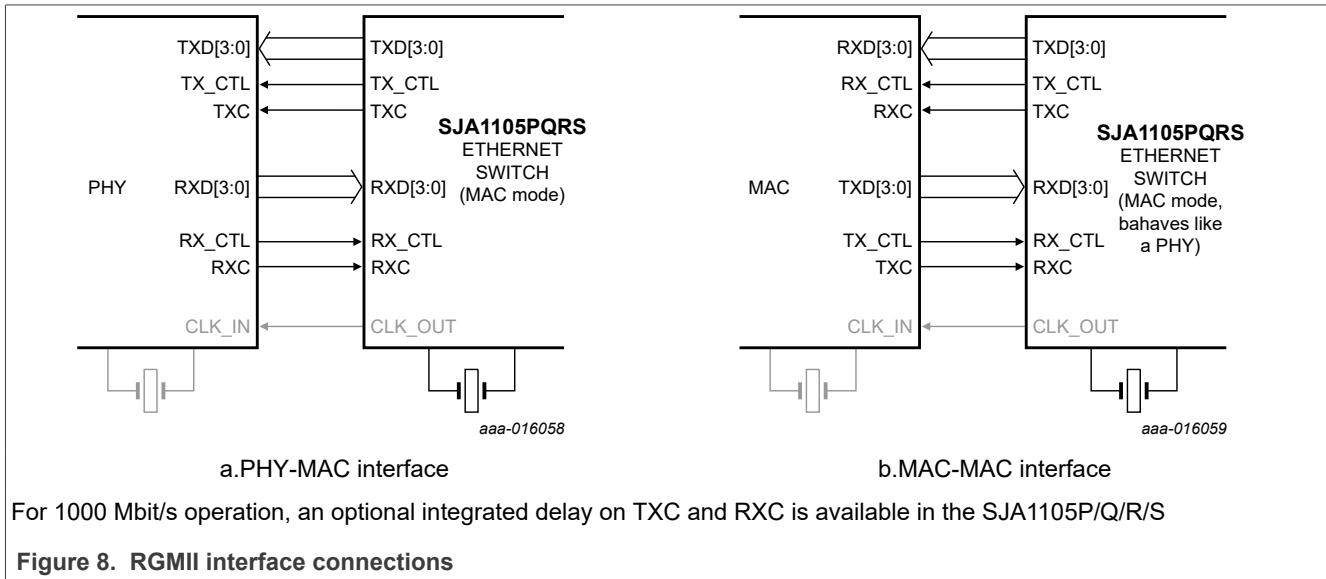 TXD[3:0] TXD[3:0]
TX_CTL TX_CTL
TXC TXC
SJA1105PQRS
ETHERNET
SWITCH
(MAC mode)
PHY RXD[3:0] RXD[3:0]
RX_CTL RX_CTL
RXC RXC
CLK_IN CLK_OUT
aaa-016058
a.PHY-MAC interface
RXD[3:0] TXD[3:0]
RX_CTL TX_CTL
RXC TXC
SJA1105PQRS
ETHERNET
SWITCH
(MAC mode,
bahaves like
a PHY)
MAC TXD[3:0] RXD[3:0]
TX_CTL RX_CTL
TXC RXC
CLK_IN CLK_OUT
aaa-016059
b.MAC-MAC interface
For 1000 Mbit/s operation, an optional integrated delay on TXC and RXC is available in the SJA1105P/Q/R/S
Figure 8. RGMII interface connections